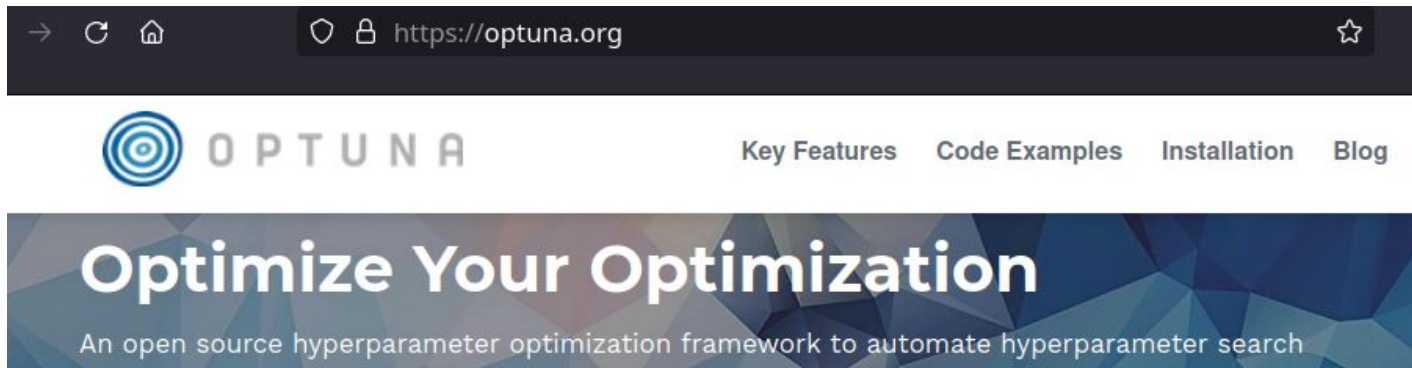 https://optuna.org
OPTUNA
Key Features Code Examples Installation Blog
Optimize Your Optimization
An open source hyperparameter optimization framework to automate hyperparameter search